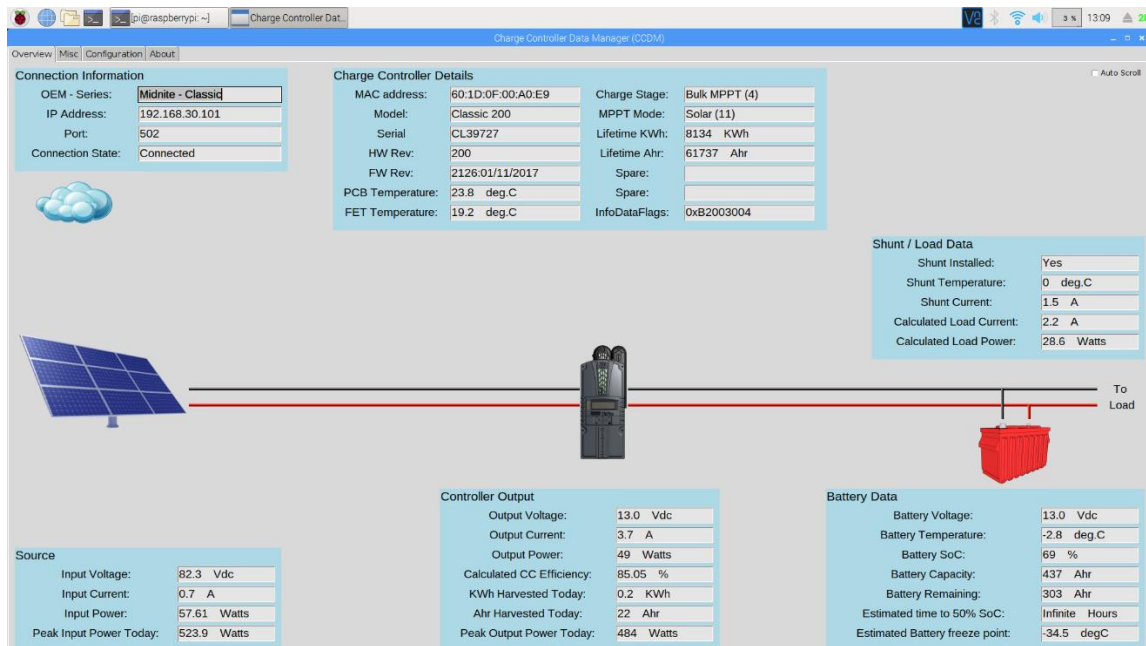 [pi@raspberrypi: ~]
Charge Controller Dat...
3 %
13:09
Charge Controller Data Manager (CCDM)
Overview Misc Configuration About
Auto Scroll
Connection Information
OEM - Series: Midnite - Classic
IP Address: 192.168.30.101
Port: 502
Connection State: Connected
Charge Controller Details
MAC address: 60:1D:0F:00:A0:E9 Charge Stage: Bulk MPPT (4)
Model: Classic 200 MPPT Mode: Solar (11)
Serial CL39727 Lifetime KWh: 8134 KWh
HW Rev: 200 Lifetime Ahr: 61737 Ahr
FW Rev: 2126:01/11/2017 Spare:
PCB Temperature: 23.8 deg.C Spare:
FET Temperature: 19.2 deg.C InfoDataFlags: 0xB2003004
Shunt / Load Data
Shunt Installed: Yes
Shunt Temperature: 0 deg.C
Shunt Current: 1.5 A
Calculated Load Current: 2.2 A
Calculated Load Power: 28.6 Watts
To
Load
Source
Input Voltage: 82.3 Vdc
Input Current: 0.7 A
Input Power: 57.61 Watts
Peak Input Power Today: 523.9 Watts
Controller Output
Output Voltage: 13.0 Vdc
Output Current: 3.7 A
Output Power: 49 Watts
Calculated CC Efficiency: 85.05 %
KWh Harvested Today: 0.2 KWh
Ahr Harvested Today: 22 Ahr
Peak Output Power Today: 484 Watts
Battery Data
Battery Voltage: 13.0 Vdc
Battery Temperature: -2.8 deg.C
Battery SoC: 69 %
Battery Capacity: 437 Ahr
Battery Remaining: 303 Ahr
Estimated time to 50% SoC: Infinite Hours
Estimated Battery freeze point: -34.5 degC